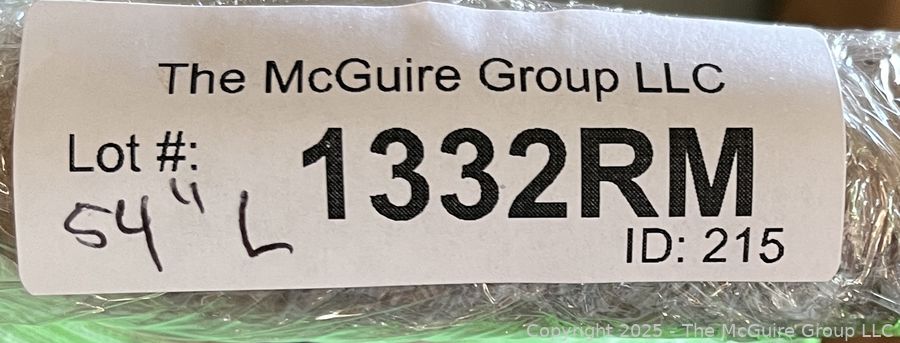 The McGuire Group LLC
Lot #: 1332RM
54" L
ID: 215
Copyright 2025 - The McGuire Group LLC